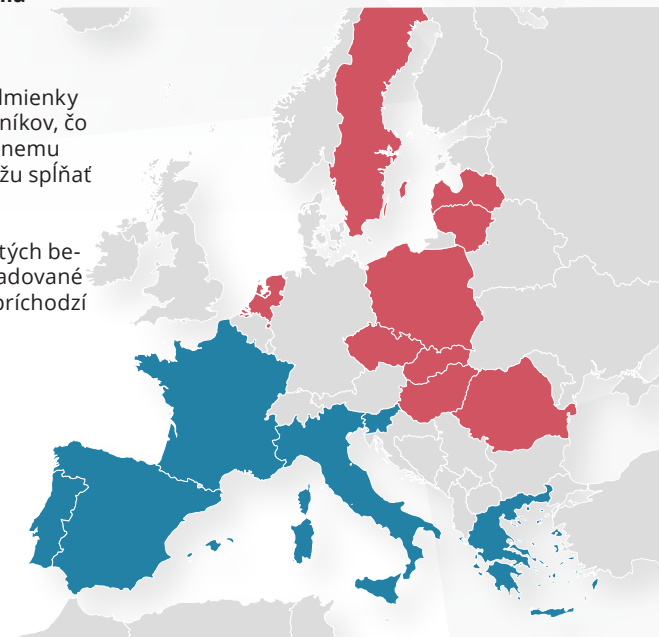 dmienky
níkov, čo
nemu
žu spĺňať
tých be-
adované
príchodzí